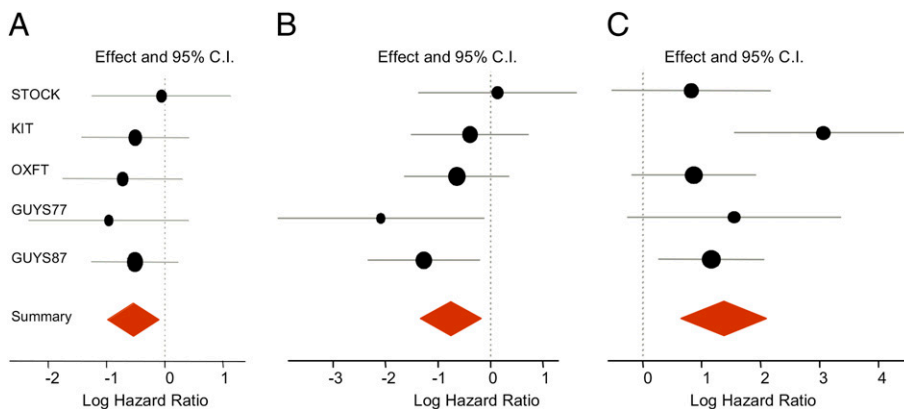 A
B
C
Effect and 95% C.I.
Effect and 95% C.I.
Effect and 95% C.I.
STOCK
KIT
OXFT
GUYS77
GUYS87
Summary
-2 -1 0 1
-3 -2 -1 0 1
0 1 2 3 4
Log Hazard Ratio
Log Hazard Ratio
Log Hazard Ratio